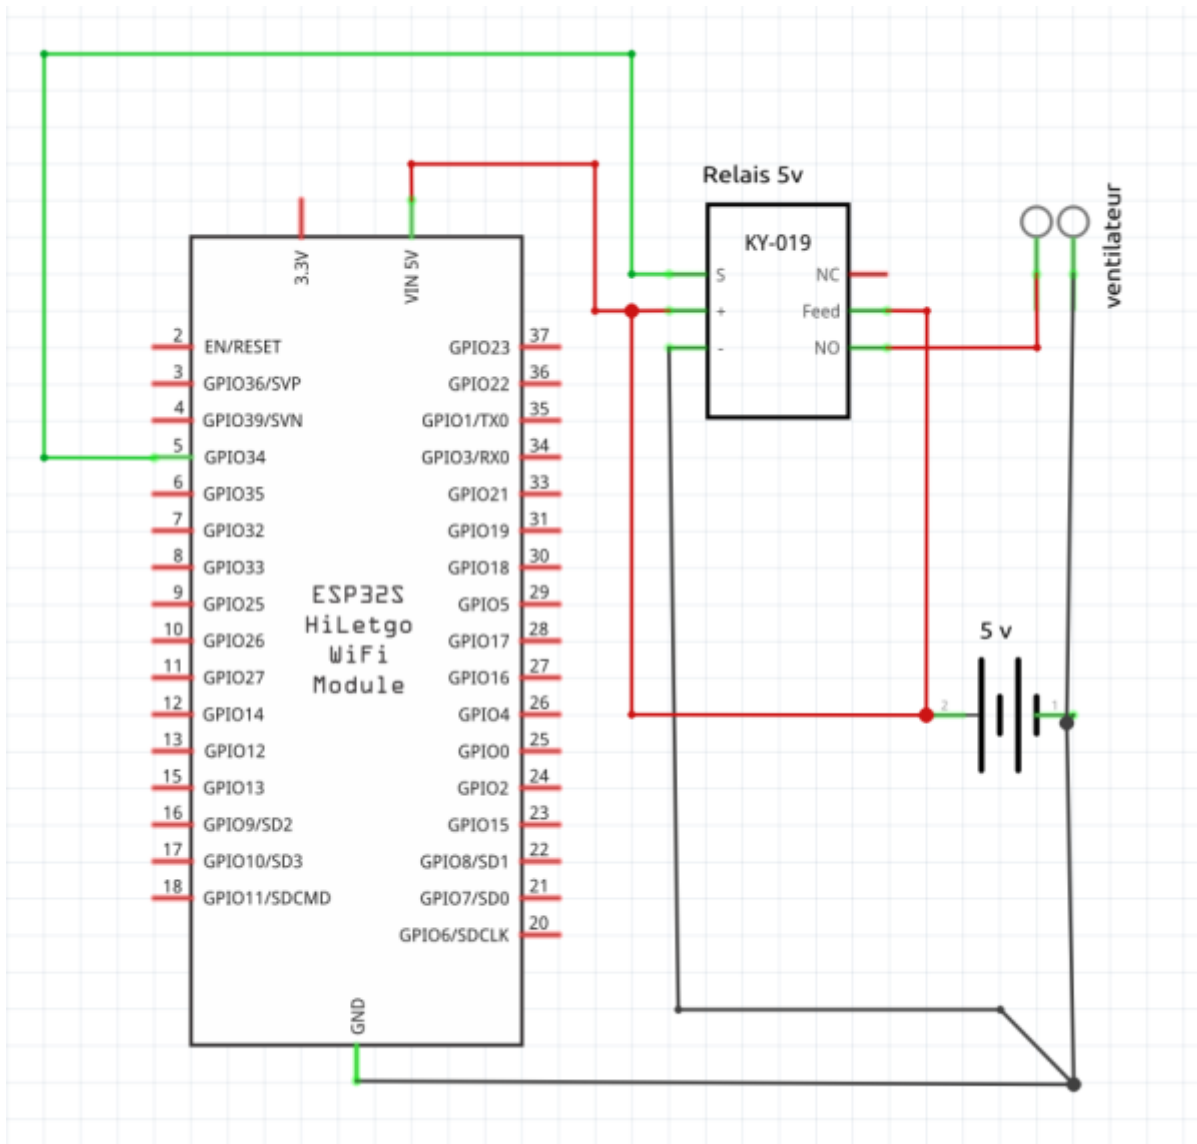 Relais 5v
KY-019
S
NC
+
Feed
-
NO
ventilateur
3.3V
VIN 5V
2 EN/RESET
3 GPIO36/SVP
4 GPIO39/SVN
5 GPIO34
6 GPIO35
7 GPIO32
8 GPIO33
9 GPIO25
10 GPIO26
11 GPIO27
12 GPIO14
13 GPIO12
15 GPIO13
16 GPIO9/SD2
17 GPIO10/SD3
18 GPIO11/SDCMD
ESP32S
HiLetgo
WiFi
Module
GPIO23 37
GPIO22 36
GPIO1/TX0 35
GPIO3/RX0 34
GPIO21 33
GPIO19 31
GPIO18 30
GPIO5 29
GPIO17 28
GPIO16 27
GPIO4 26
GPIO0 25
GPIO2 24
GPIO15 23
GPIO8/SD1 22
GPIO7/SD0 21
GPIO6/SDCLK 20
GND
5 v
2
1